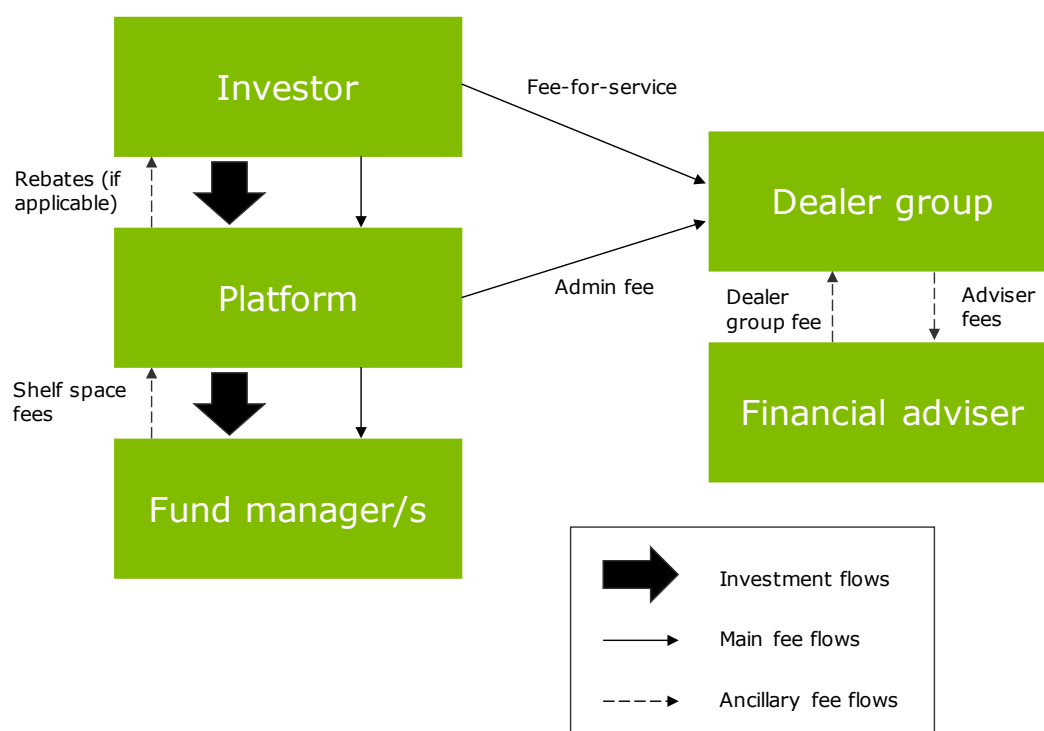 Investor
Fee-for-service
Rebates (if
applicable)
Dealer group
Platform
Admin fee
Dealer
group fee
Adviser
fees
Shelf space
fees
Financial adviser
Fund manager/s
Investment flows
Main fee flows
Ancillary fee flows